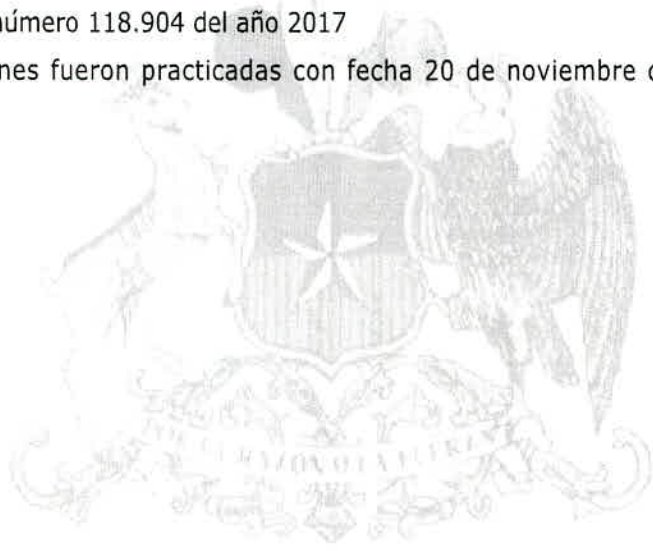 número 118.904 del año 2017
nes fueron practicadas con fecha 20 de noviembre